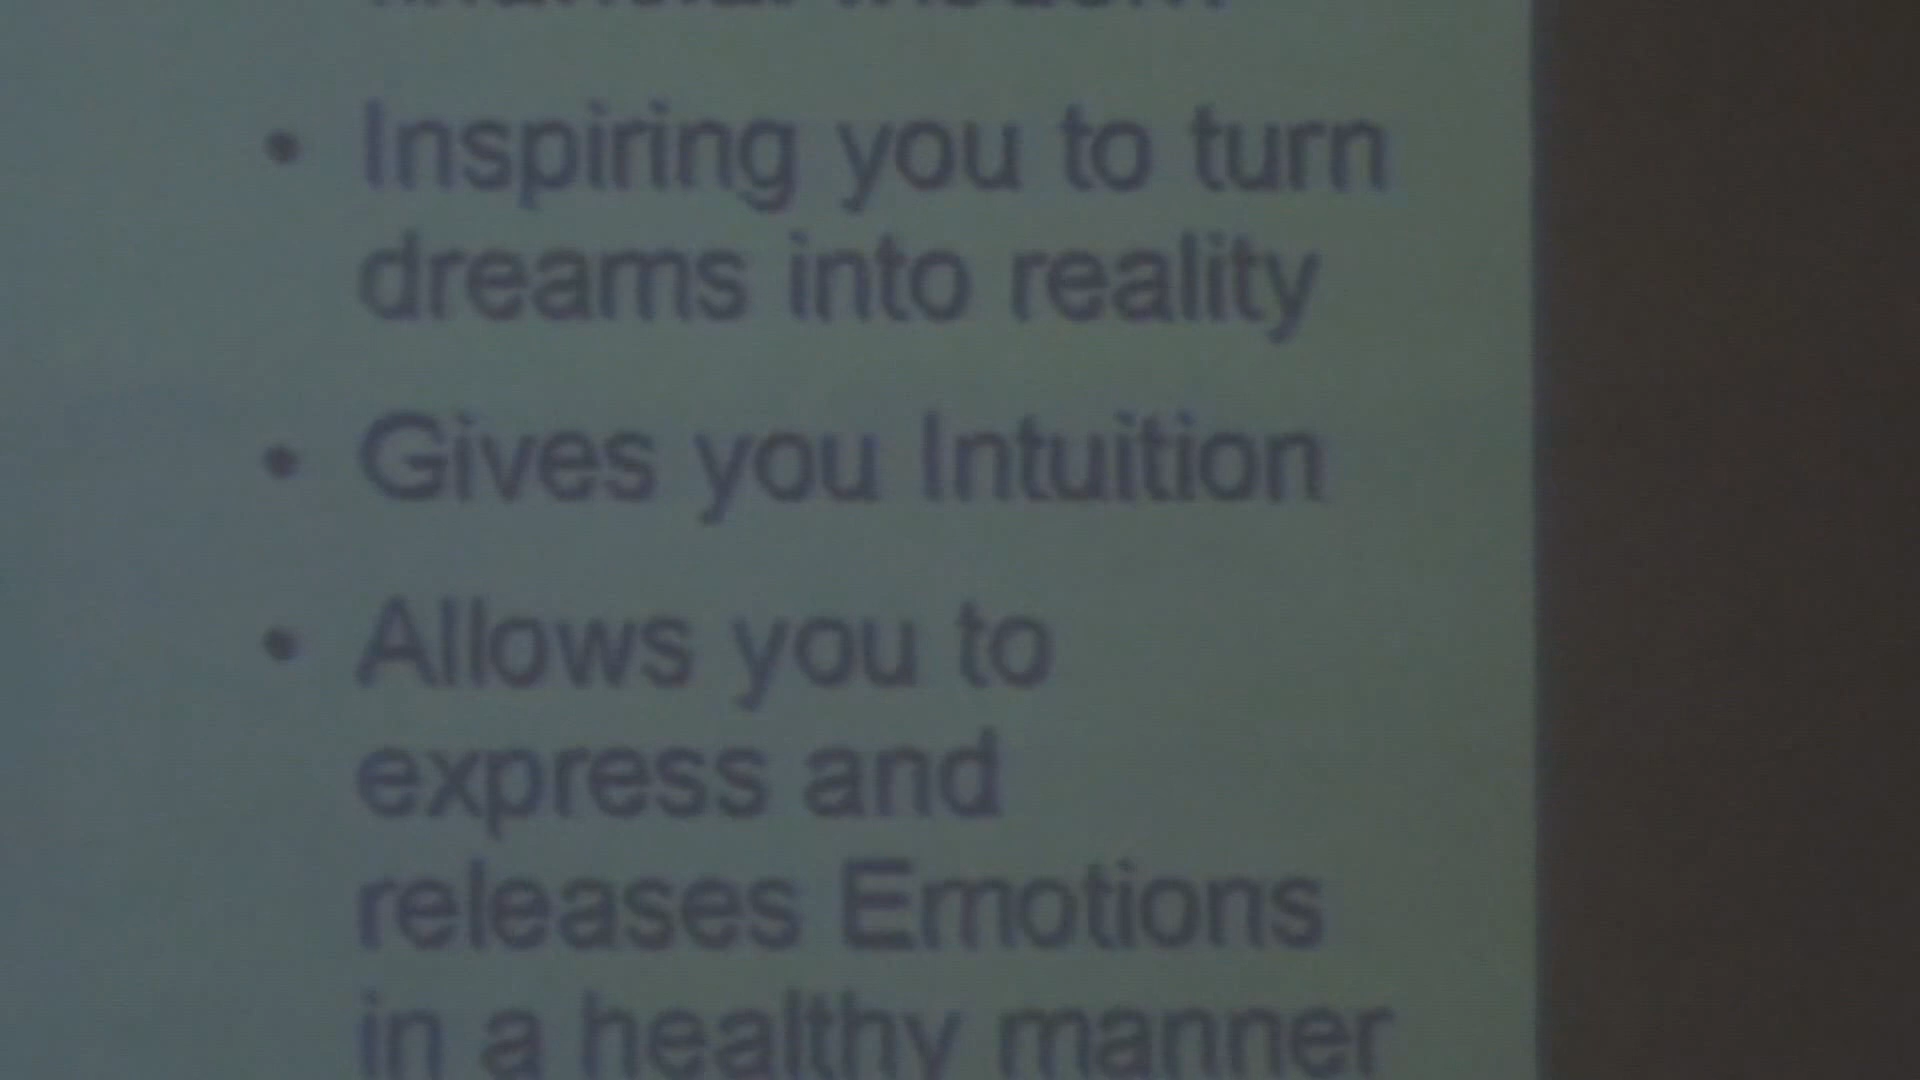 • Inspiring you to turn
dreams into reality
• Gives you Intuition
• Allows you to
express and
releases Emotions
in a healthy manner